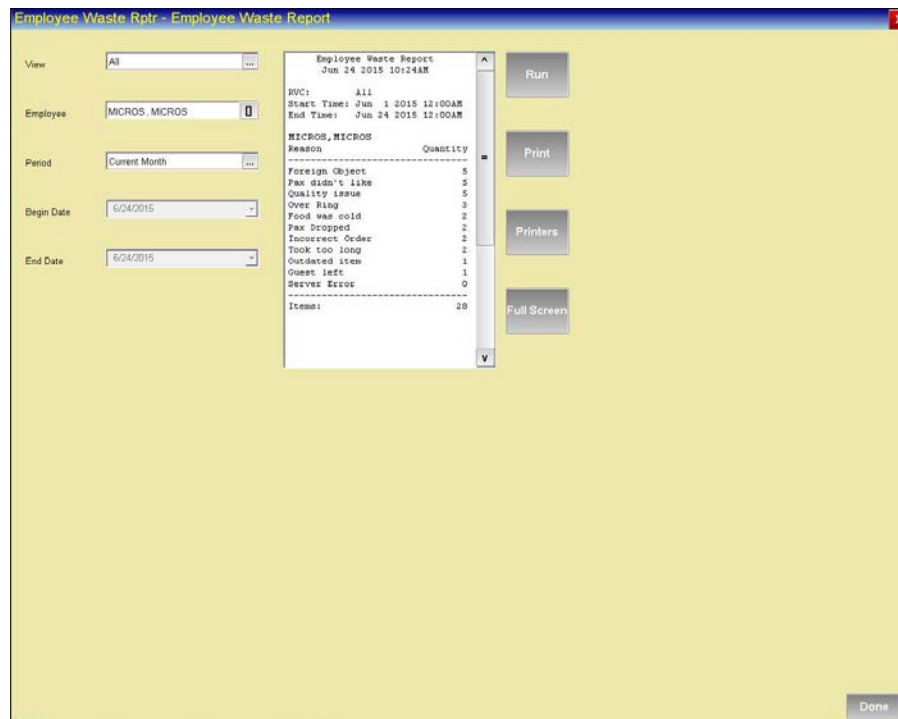 Employee Waste Rptr - Employee Waste Report
View All ...
Employee MICROS , MICROS
Period Current Month ...
Begin Date 6/24/2015
End Date 6/24/2015
Employee Waste Report
Jun 24 2015 10:24AM
RVC: All
Start Time: Jun 1 2015 12:00AM
End Time: Jun 24 2015 12:00AM
MICROS,MICROS
Reason Quantity
Foreign Object 5
Pax didn't like 5
Quality issue 5
Over Ring 3
Food was cold 2
Pax Dropped 2
Incorrect Order 2
Took too long 2
Outdated item 1
Guest left 1
Server Error 0
Items: 28
Run
Print
Printers
Full Screen
Done